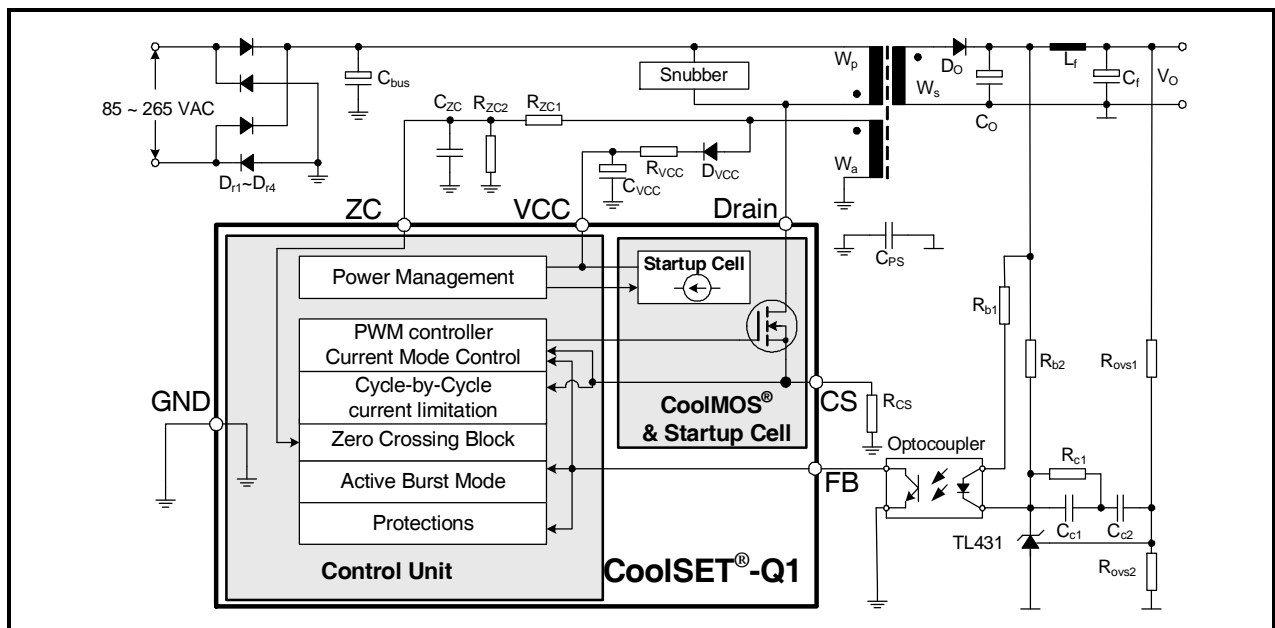 85 ~ 265 VAC
Dr1~Dr4
Cbus
CZC
RZC2
RZC1
Snubber
Wp
Ws
Wa
DO
CO
Lf
Cf
VO
RVCC
DVCC
CVCC
CPS
ZC
VCC
Drain
Power Management
Startup Cell
PWM controller
Current Mode Control
Cycle-by-Cycle
current limitation
Zero Crossing Block
Active Burst Mode
Protections
Control Unit
CoolMOS®
& Startup Cell
CoolSET®-Q1
GND
CS
RCS
FB
Optocoupler
Rb1
Rb2
Rovs1
Rc1
Cc1
Cc2
TL431
Rovs2